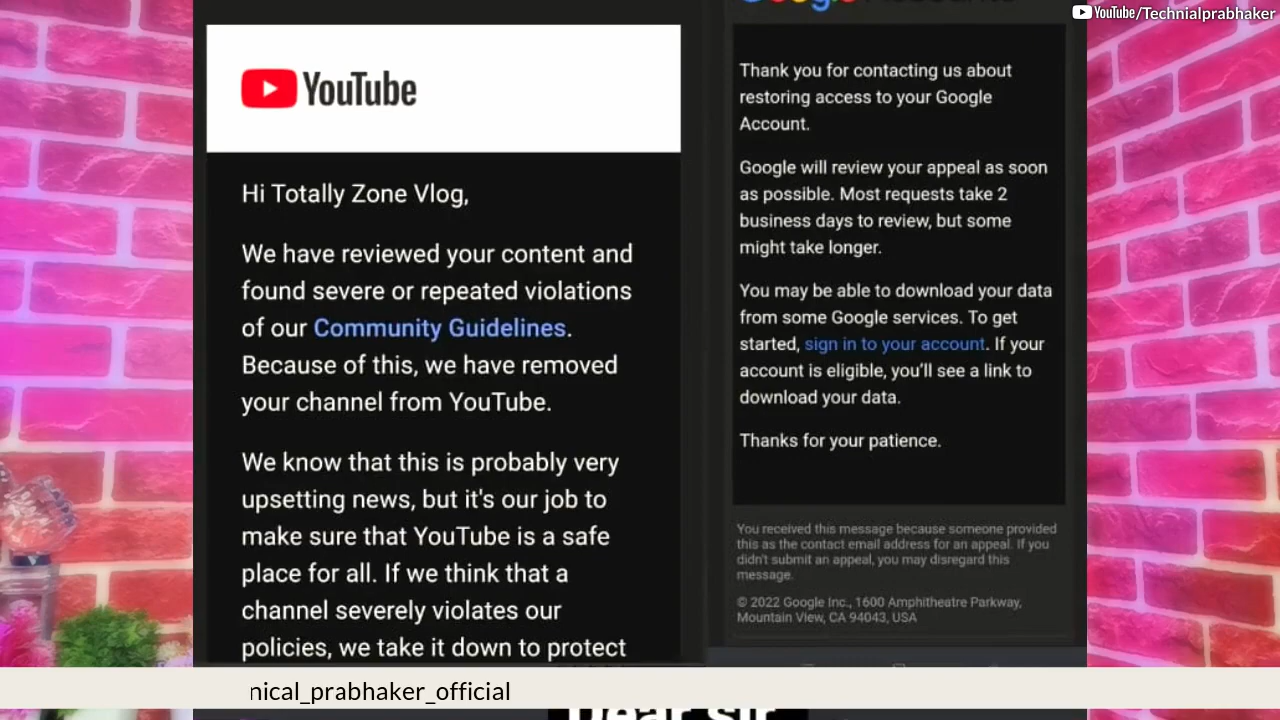 YouTube/Technialprabhaker
YouTube
Hi Totally Zone Vlog,
We have reviewed your content and
found severe or repeated violations
of our Community Guidelines.
Because of this, we have removed
your channel from YouTube.
We know that this is probably very
upsetting news, but it's our job to
make sure that YouTube is a safe
place for all. If we think that a
channel severely violates our
policies, we take it down to protect
Thank you for contacting us about
restoring access to your Google
Account.
Google will review your appeal as soon
as possible. Most requests take 2
business days to review, but some
might take longer.
You may be able to download your data
from some Google services. To get
started, sign in to your account. If your
account is eligible, you'll see a link to
download your data.
Thanks for your patience.
You received this message because someone provided
this as the contact email address for an appeal. If you
didn't submit an appeal, you may disregard this
message.
© 2022 Google Inc., 1600 Amphitheatre Parkway,
Mountain View, CA 94043, USA
nical_prabhaker_official
Dear sir